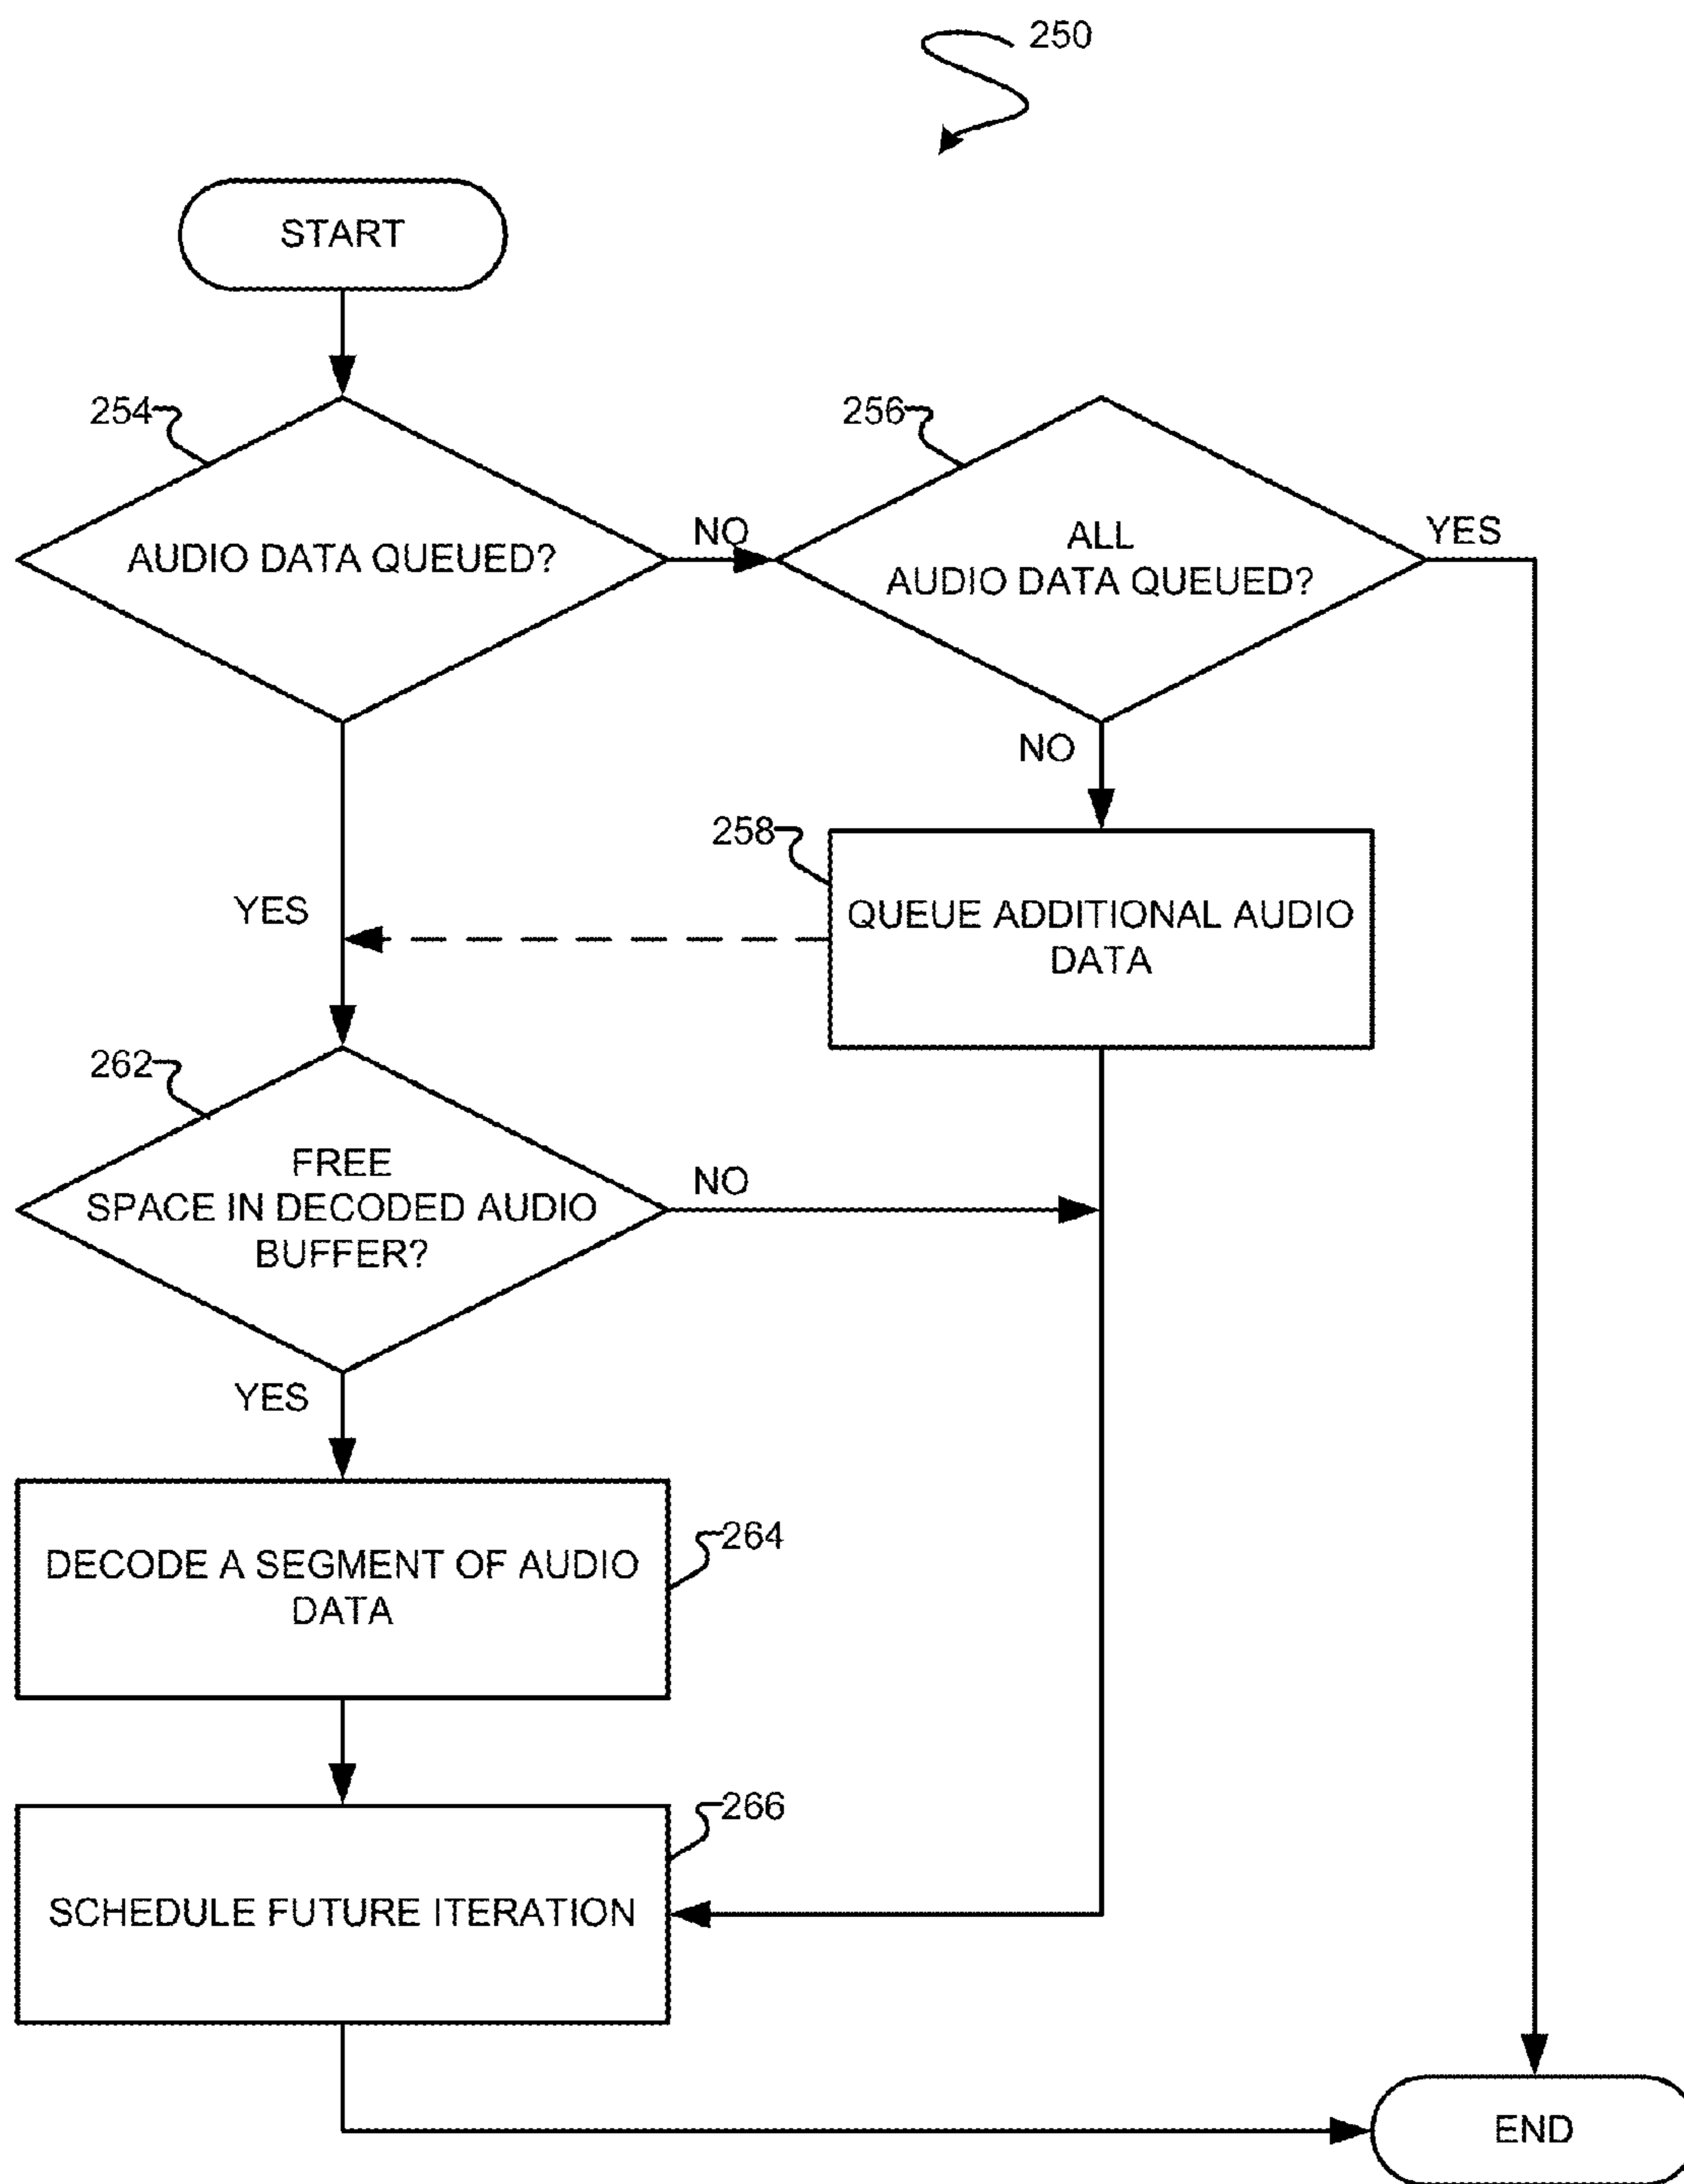 250
START
254
256
AUDIO DATA QUEUED?
NO
ALL
AUDIO DATA QUEUED?
YES
NO
258
QUEUE ADDITIONAL AUDIO
DATA
YES
262
FREE
SPACE IN DECODED AUDIO
BUFFER?
NO
YES
264
DECODE A SEGMENT OF AUDIO
DATA
266
SCHEDULE FUTURE ITERATION
END